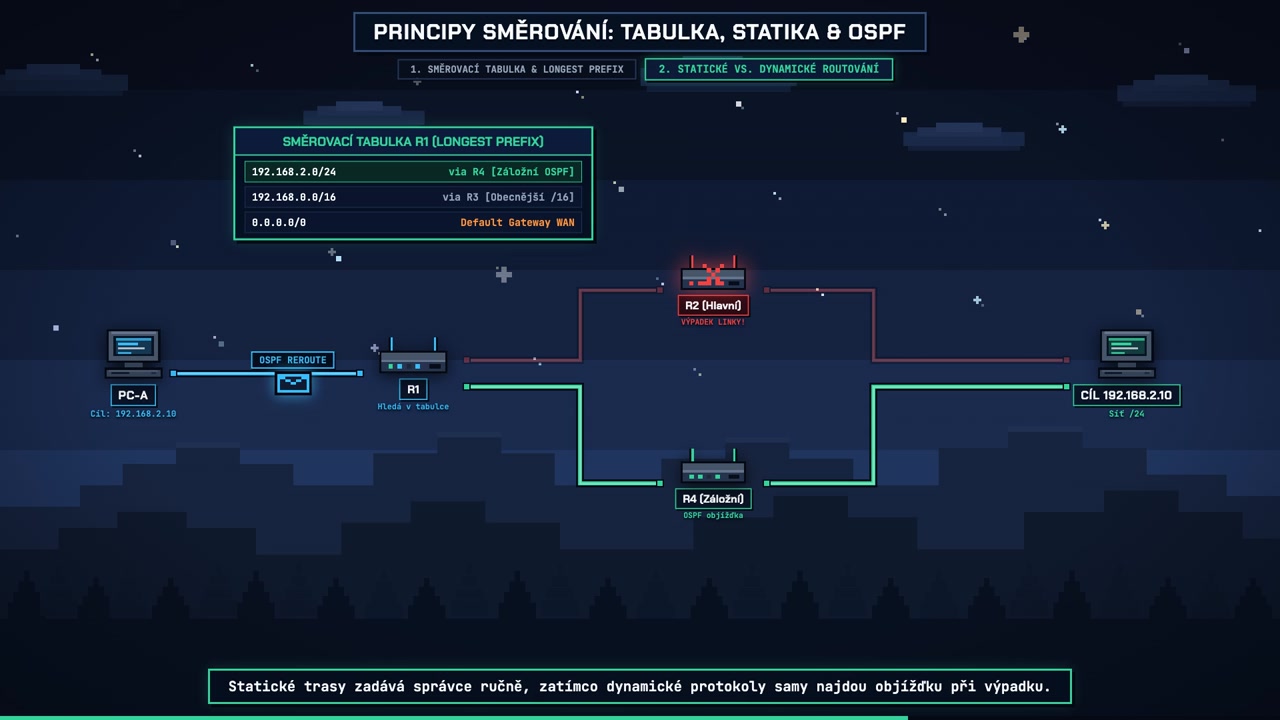 PRINCIPY SMĚROVÁNÍ: TABULKA, STATIKA & OSPF
1. SMĚROVACÍ TABULKA & LONGEST PREFIX
2. STATICKÉ VS. DYNAMICKÉ ROUTOVÁNÍ
SMĚROVACÍ TABULKA R1 (LONGEST PREFIX)
192.168.2.0/24 via R4 [Záložní OSPF]
192.168.0.0/16 via R3 [Obecnější /16]
0.0.0.0/0 Default Gateway WAN
R2 (Hlavní)
VÝPADEK LINKY!
OSPF REROUTE
PC-A
Cíl: 192.168.2.10
R1
Hledá v tabulce
CÍL 192.168.2.10
Síť /24
R4 (Záložní)
OSPF objížďka
Statické trasy zadává správce ručně, zatímco dynamické protokoly samy najdou objížďku při výpadku.